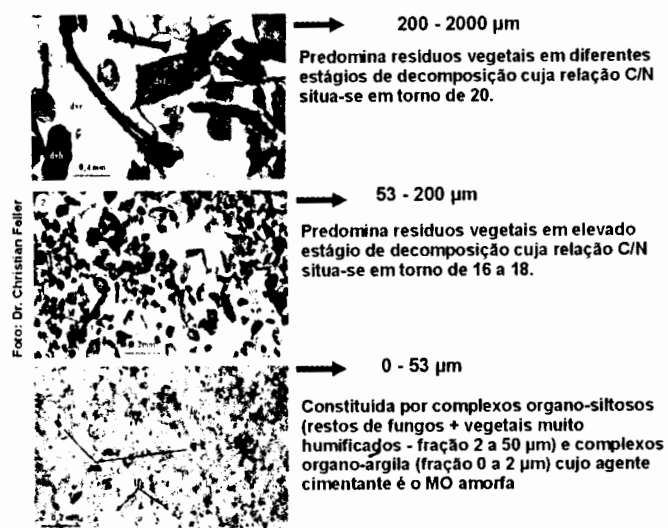 200 - 2000 µm
Predomina resíduos vegetais em diferentes
estágios de decomposição cuja relação C/N
situa-se em torno de 20.
0,4mm
53 - 200 µm
Predomina resíduos vegetais em elevado
estágio de decomposição cuja relação C/N
situa-se em torno de 16 a 18.
Foto: Dr. Christian Feller
0 - 53 µm
Constituída por complexos organo-siltosos
(restos de fungos + vegetais muito
humificados - fração 2 a 50 µm) e complexos
organo-argila (fração 0 a 2 µm) cujo agente
cimentante é o MO amorfa